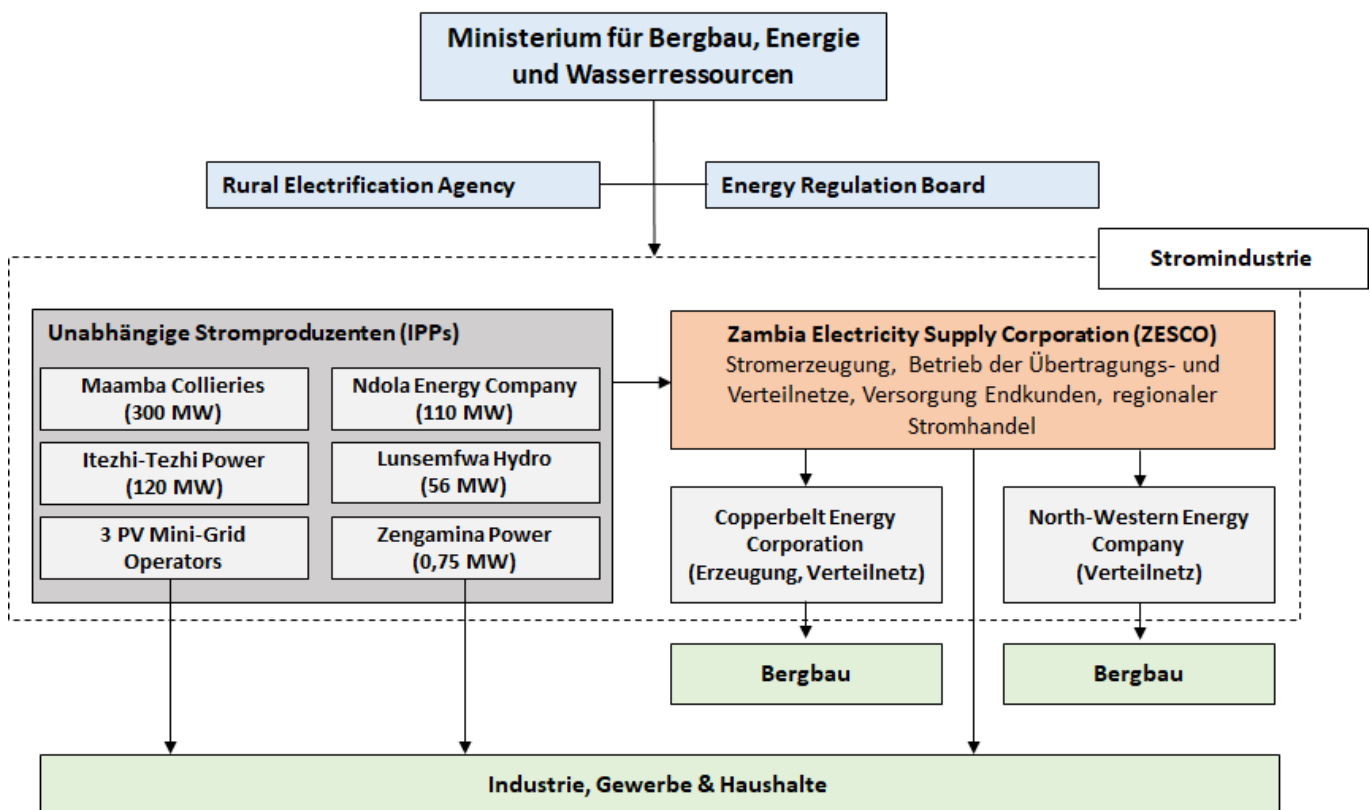 Ministerium für Bergbau, Energie
und Wasserressourcen
Rural Electrification Agency
Energy Regulation Board
Stromindustrie
Unabhängige Stromproduzenten (IPPs)
Maamba Collieries
(300 MW)
Ndola Energy Company
(110 MW)
Itezhi-Tezhi Power
(120 MW)
Lunsemfwa Hydro
(56 MW)
3 PV Mini-Grid
Operators
Zengamina Power
(0,75 MW)
Zambia Electricity Supply Corporation (ZESCO)
Stromerzeugung, Betrieb der Übertragungs- und
Verteilnetze, Versorgung Endkunden, regionaler
Stromhandel
Copperbelt Energy
Corporation
(Erzeugung, Verteilnetz)
North-Western Energy
Company
(Verteilnetz)
Bergbau
Bergbau
Industrie, Gewerbe & Haushalte